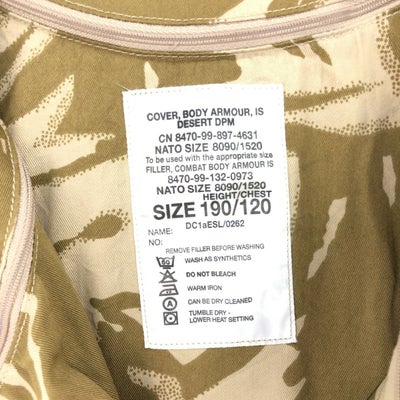 COVER, BODY ARMOUR, IS
DESERT DPM
CN 8470-99-897-4631
NATO SIZE 8090/1520
To be used with the appropriate size
FILLER, COMBAT BODY ARMOUR IS
8470-99-132-0973
NATO SIZE 8090/1520
HEIGHT/CHEST
SIZE 190/120
NAME: DC1aESL/0262
NO:
REMOVE FILLER BEFORE WASHING
50 WASH AS SYNTHETICS
DO NOT BLEACH
WARM IRON
A CAN BE DRY CLEANED
TUMBLE DRY -
LOWER HEAT SETTING